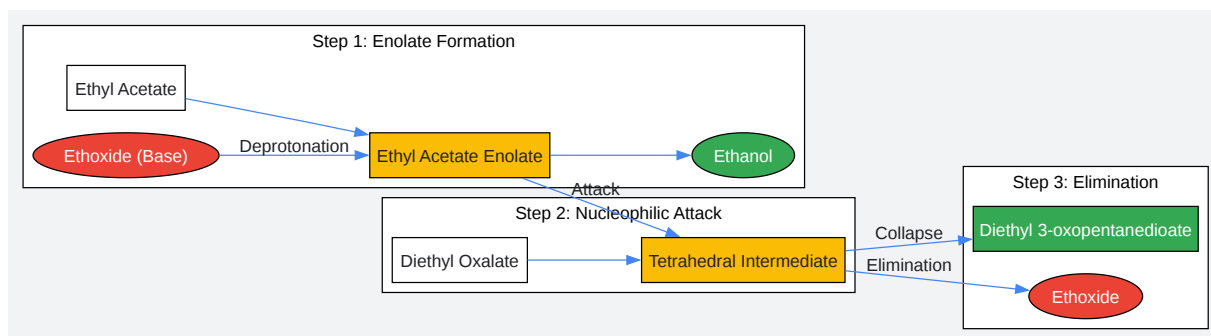 Step 1: Enolate Formation
Ethyl Acetate
Ethoxide (Base)
Deprotonation
Ethyl Acetate Enolate
Ethanol
Attack
Step 2: Nucleophilic Attack
Diethyl Oxalate
Tetrahedral Intermediate
Collapse
Elimination
Step 3: Elimination
Diethyl 3-oxopentanedioate
Ethoxide